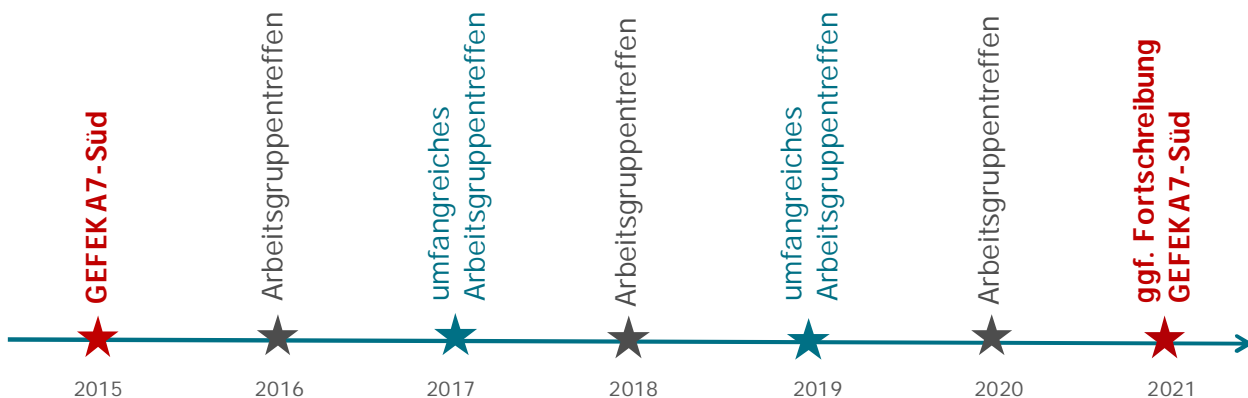 GEFEK A7-Süd
Arbeitsgruppentreffen
umfangreiches
Arbeitsgruppentreffen
Arbeitsgruppentreffen
umfangreiches
Arbeitsgruppentreffen
Arbeitsgruppentreffen
ggf. Fortschreibung
GEFEK A7-Süd
2015
2016
2017
2018
2019
2020
2021